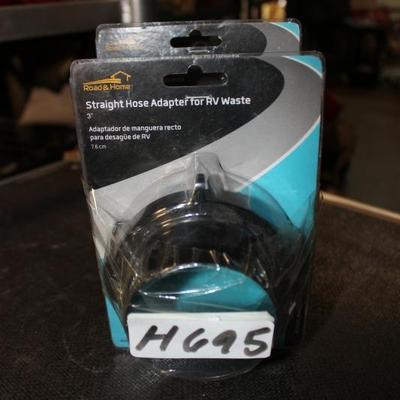 Road & Home
Straight Hose Adapter for RV Waste
3"
Adaptador de manguera recto
para desagüe de RV
7.6 cm
H695